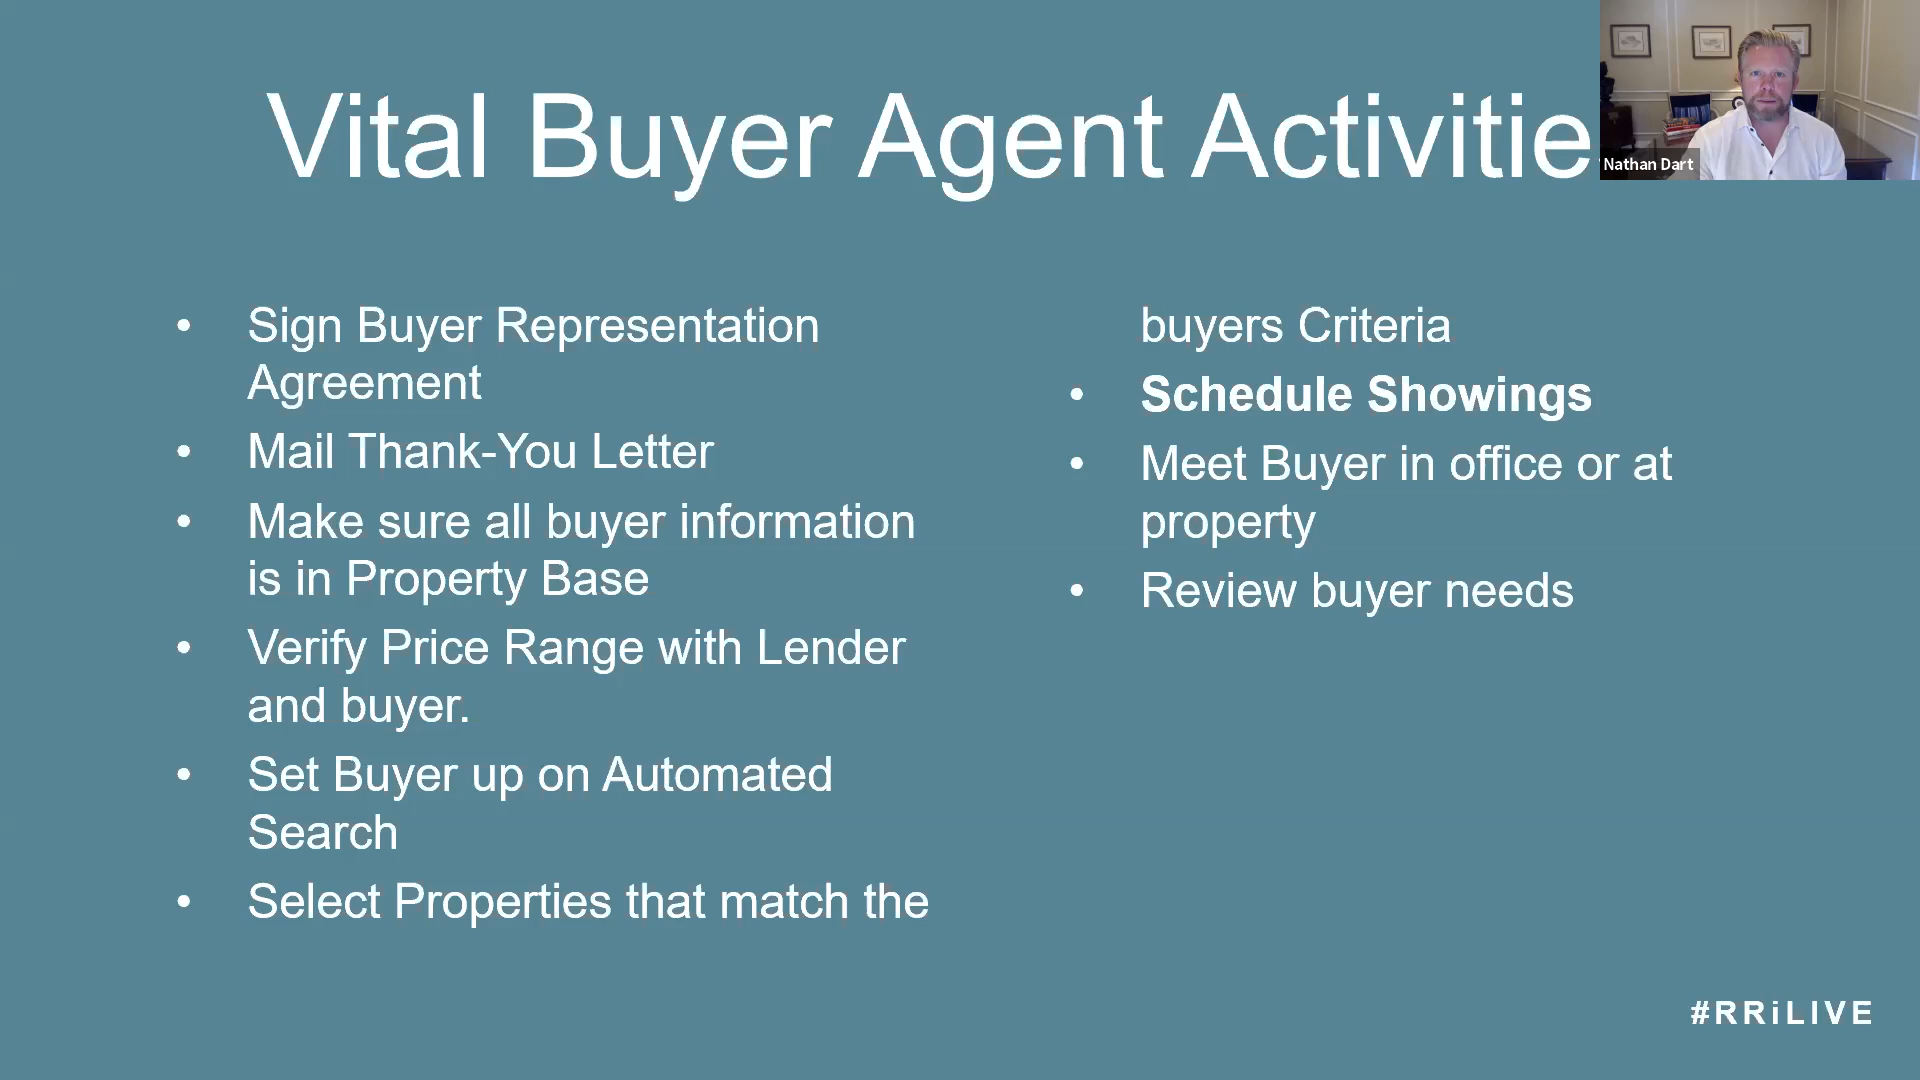 Vital Buyer Agent Activitie
Nathan Dart
• Sign Buyer Representation
Agreement
• Mail Thank-You Letter
• Make sure all buyer information
is in Property Base
• Verify Price Range with Lender
and buyer.
• Set Buyer up on Automated
Search
• Select Properties that match the
buyers Criteria
• Schedule Showings
• Meet Buyer in office or at
property
• Review buyer needs
#RRiLIVE